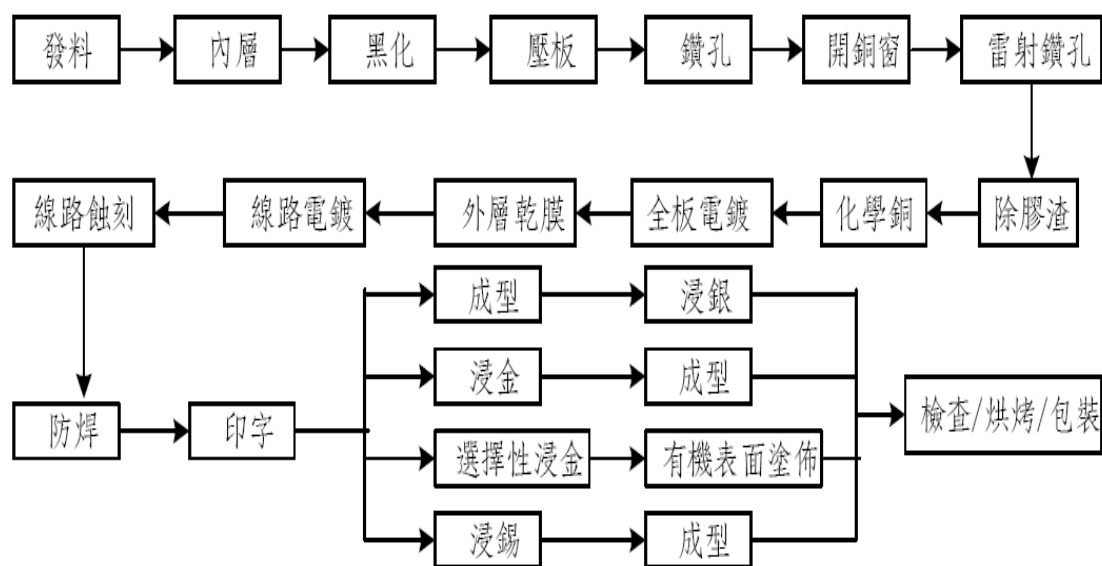 發料
內層
黑化
壓板
鑽孔
開銅窗
雷射鑽孔
除膠渣
化學銅
全板電鍍
外層乾膜
線路電鍍
線路蝕刻
防焊
印字
成型
浸銀
浸金
成型
選擇性浸金
有機表面塗佈
浸錫
成型
檢查/烘烤/包裝